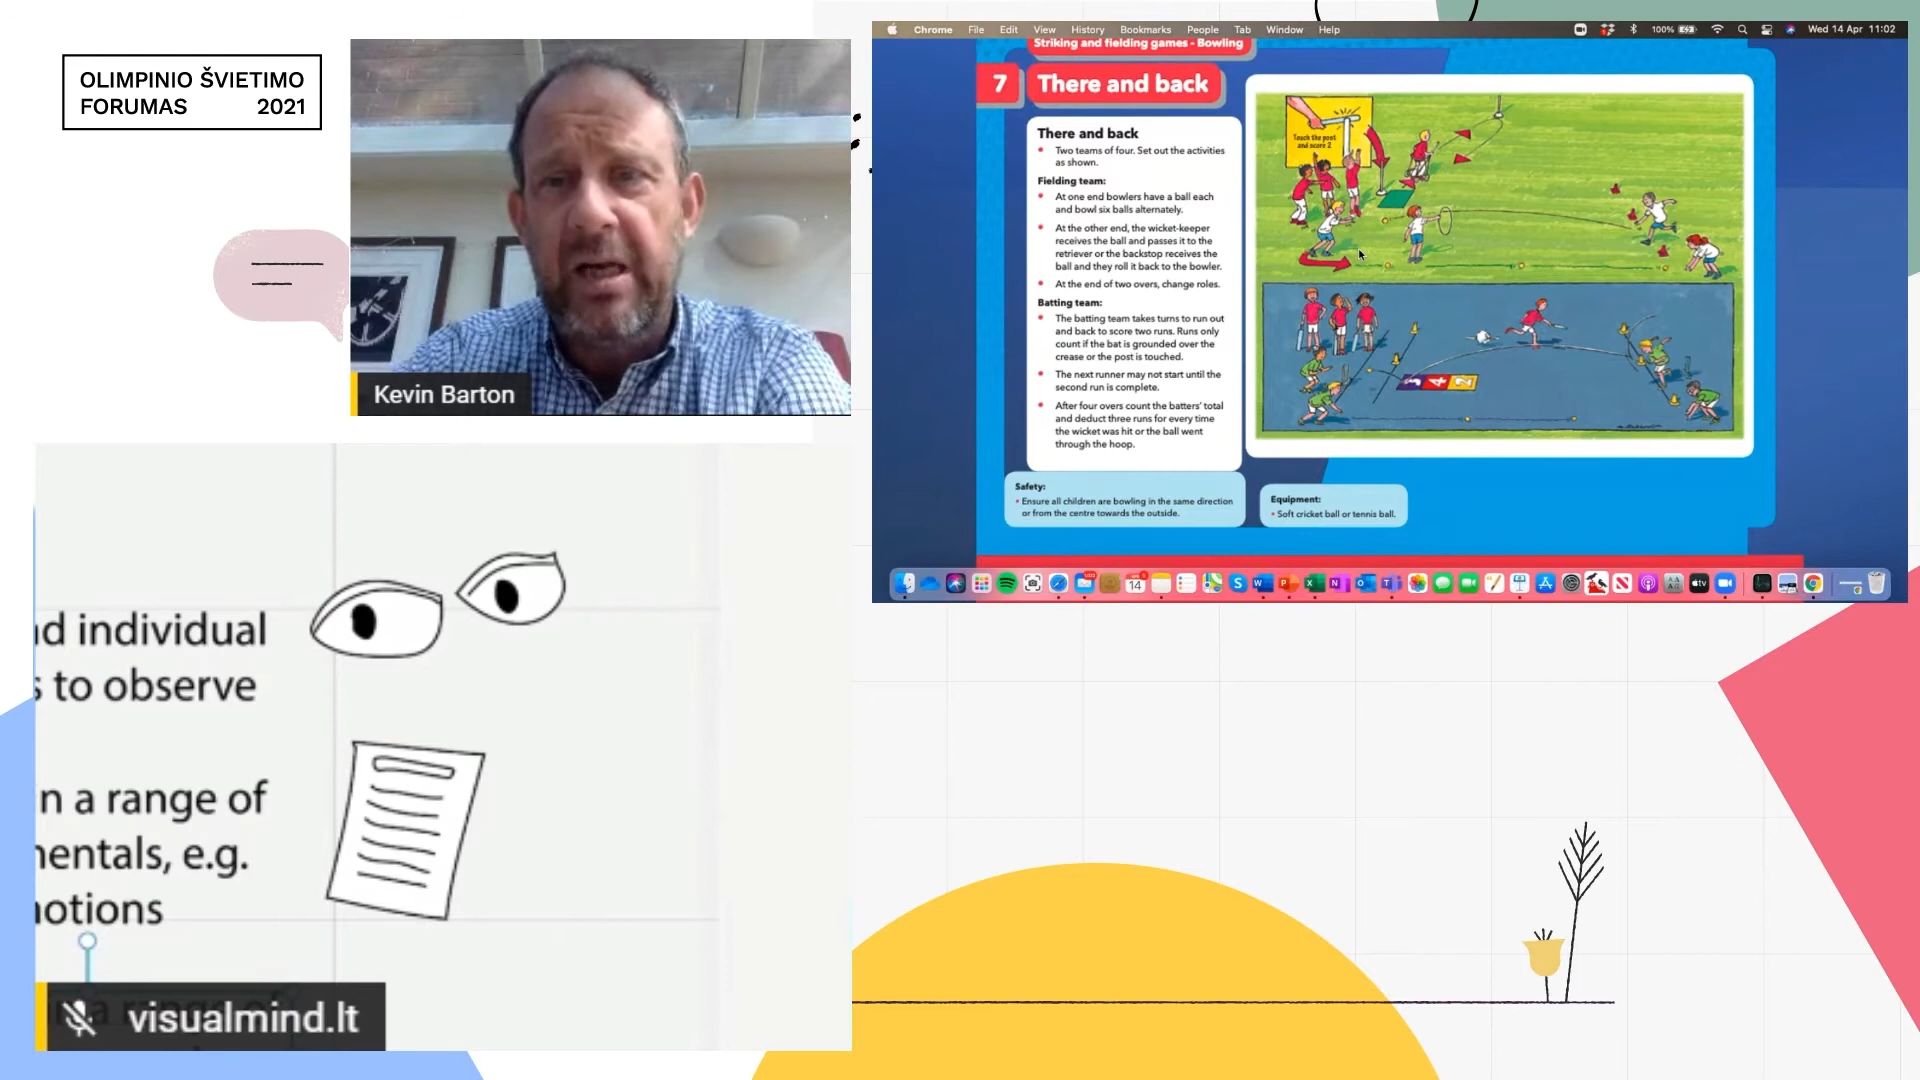 OLIMPINIO ŠVIETIMO
FORUMAS 2021
Kevin Barton
Chrome File Edit View History Bookmarks People Tab Window Help
100%
Wed 14 Apr 11:02
Striking and fielding games - Bowling
7 There and back
There and back
• Two teams of four. Set out the activities
as shown.
Fielding team:
• At one end bowlers have a ball each
and bowl six balls alternately.
• At the other end, the wicket-keeper
receives the ball and passes it to the
retriever or the backstop receives the
ball and they roll it back to the bowler.
• At the end of two overs, change roles.
Batting team:
• The batting team takes turns to run out
and back to score two runs. Runs only
count if the bat is grounded over the
crease or the post is touched.
• The next runner may not start until the
second run is complete.
• After four overs count the batters' total
and deduct three runs for every time
the wicket was hit or the ball went
through the hoop.
Touch the post
and score 2
4 2
Safety:
• Ensure all children are bowling in the same direction
or from the centre towards the outside.
Equipment:
• Soft cricket ball or tennis ball.
14
tv
d individual
s to observe
n a range of
nentals, e.g.
notions
visualmind.lt